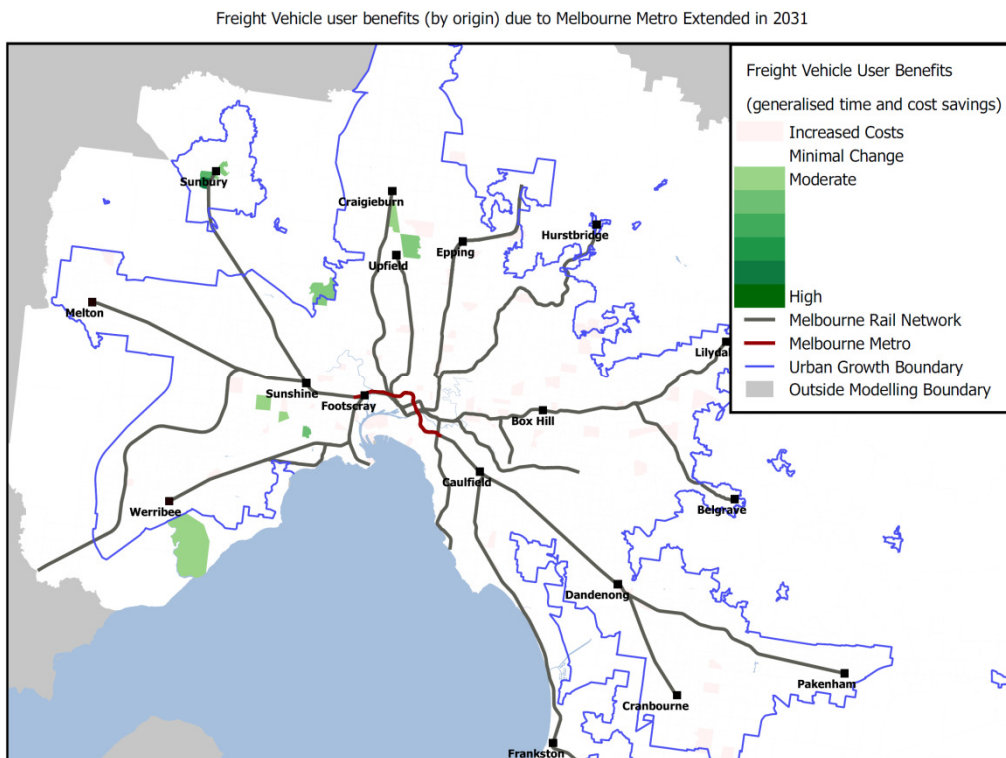 Freight Vehicle user benefits (by origin) due to Melbourne Metro Extended in 2031
Freight Vehicle User Benefits
(generalised time and cost savings)
Increased Costs
Minimal Change
Moderate
High
Melbourne Rail Network
Melbourne Metro
Urban Growth Boundary
Outside Modelling Boundary
Sunbury
Craigieburn
Hurstbridge
Epping
Upfield
Melton
Lilydal
Sunshine
Footscray
Box Hill
Caulfield
Werribee
Belgrave
Dandenong
Pakenham
Cranbourne
Frankston